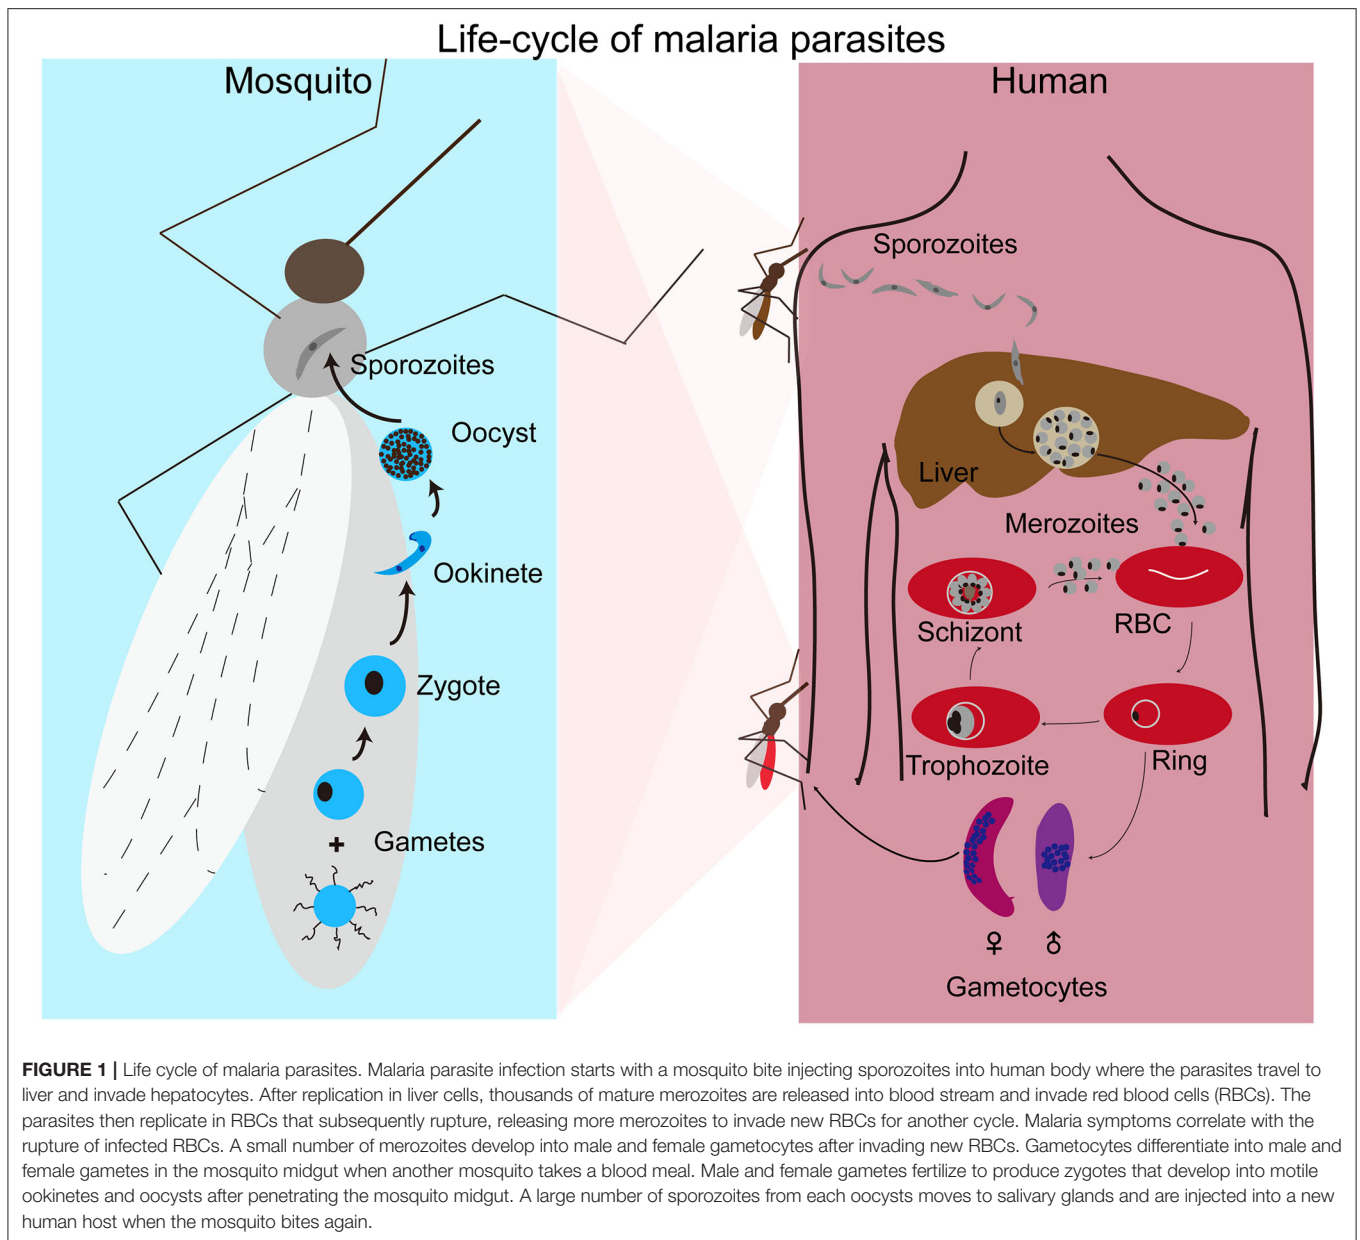 Life-cycle of malaria parasites
Mosquito
Sporozoites
Oocyst
Ookinete
Zygote
Gametes
+
Human
Sporozoites
Liver
Merozoites
Schizont
RBC
Trophozoite
Ring
♀ ♂
Gametocytes
FIGURE 1 | Life cycle of malaria parasites. Malaria parasite infection starts with a mosquito bite injecting sporozoites into human body where the parasites travel to
liver and invade hepatocytes. After replication in liver cells, thousands of mature merozoites are released into blood stream and invade red blood cells (RBCs). The
parasites then replicate in RBCs that subsequently rupture, releasing more merozoites to invade new RBCs for another cycle. Malaria symptoms correlate with the
rupture of infected RBCs. A small number of merozoites develop into male and female gametocytes after invading new RBCs. Gametocytes differentiate into male and
female gametes in the mosquito midgut when another mosquito takes a blood meal. Male and female gametes fertilize to produce zygotes that develop into motile
ookinetes and oocysts after penetrating the mosquito midgut. A large number of sporozoites from each oocysts moves to salivary glands and are injected into a new
human host when the mosquito bites again.